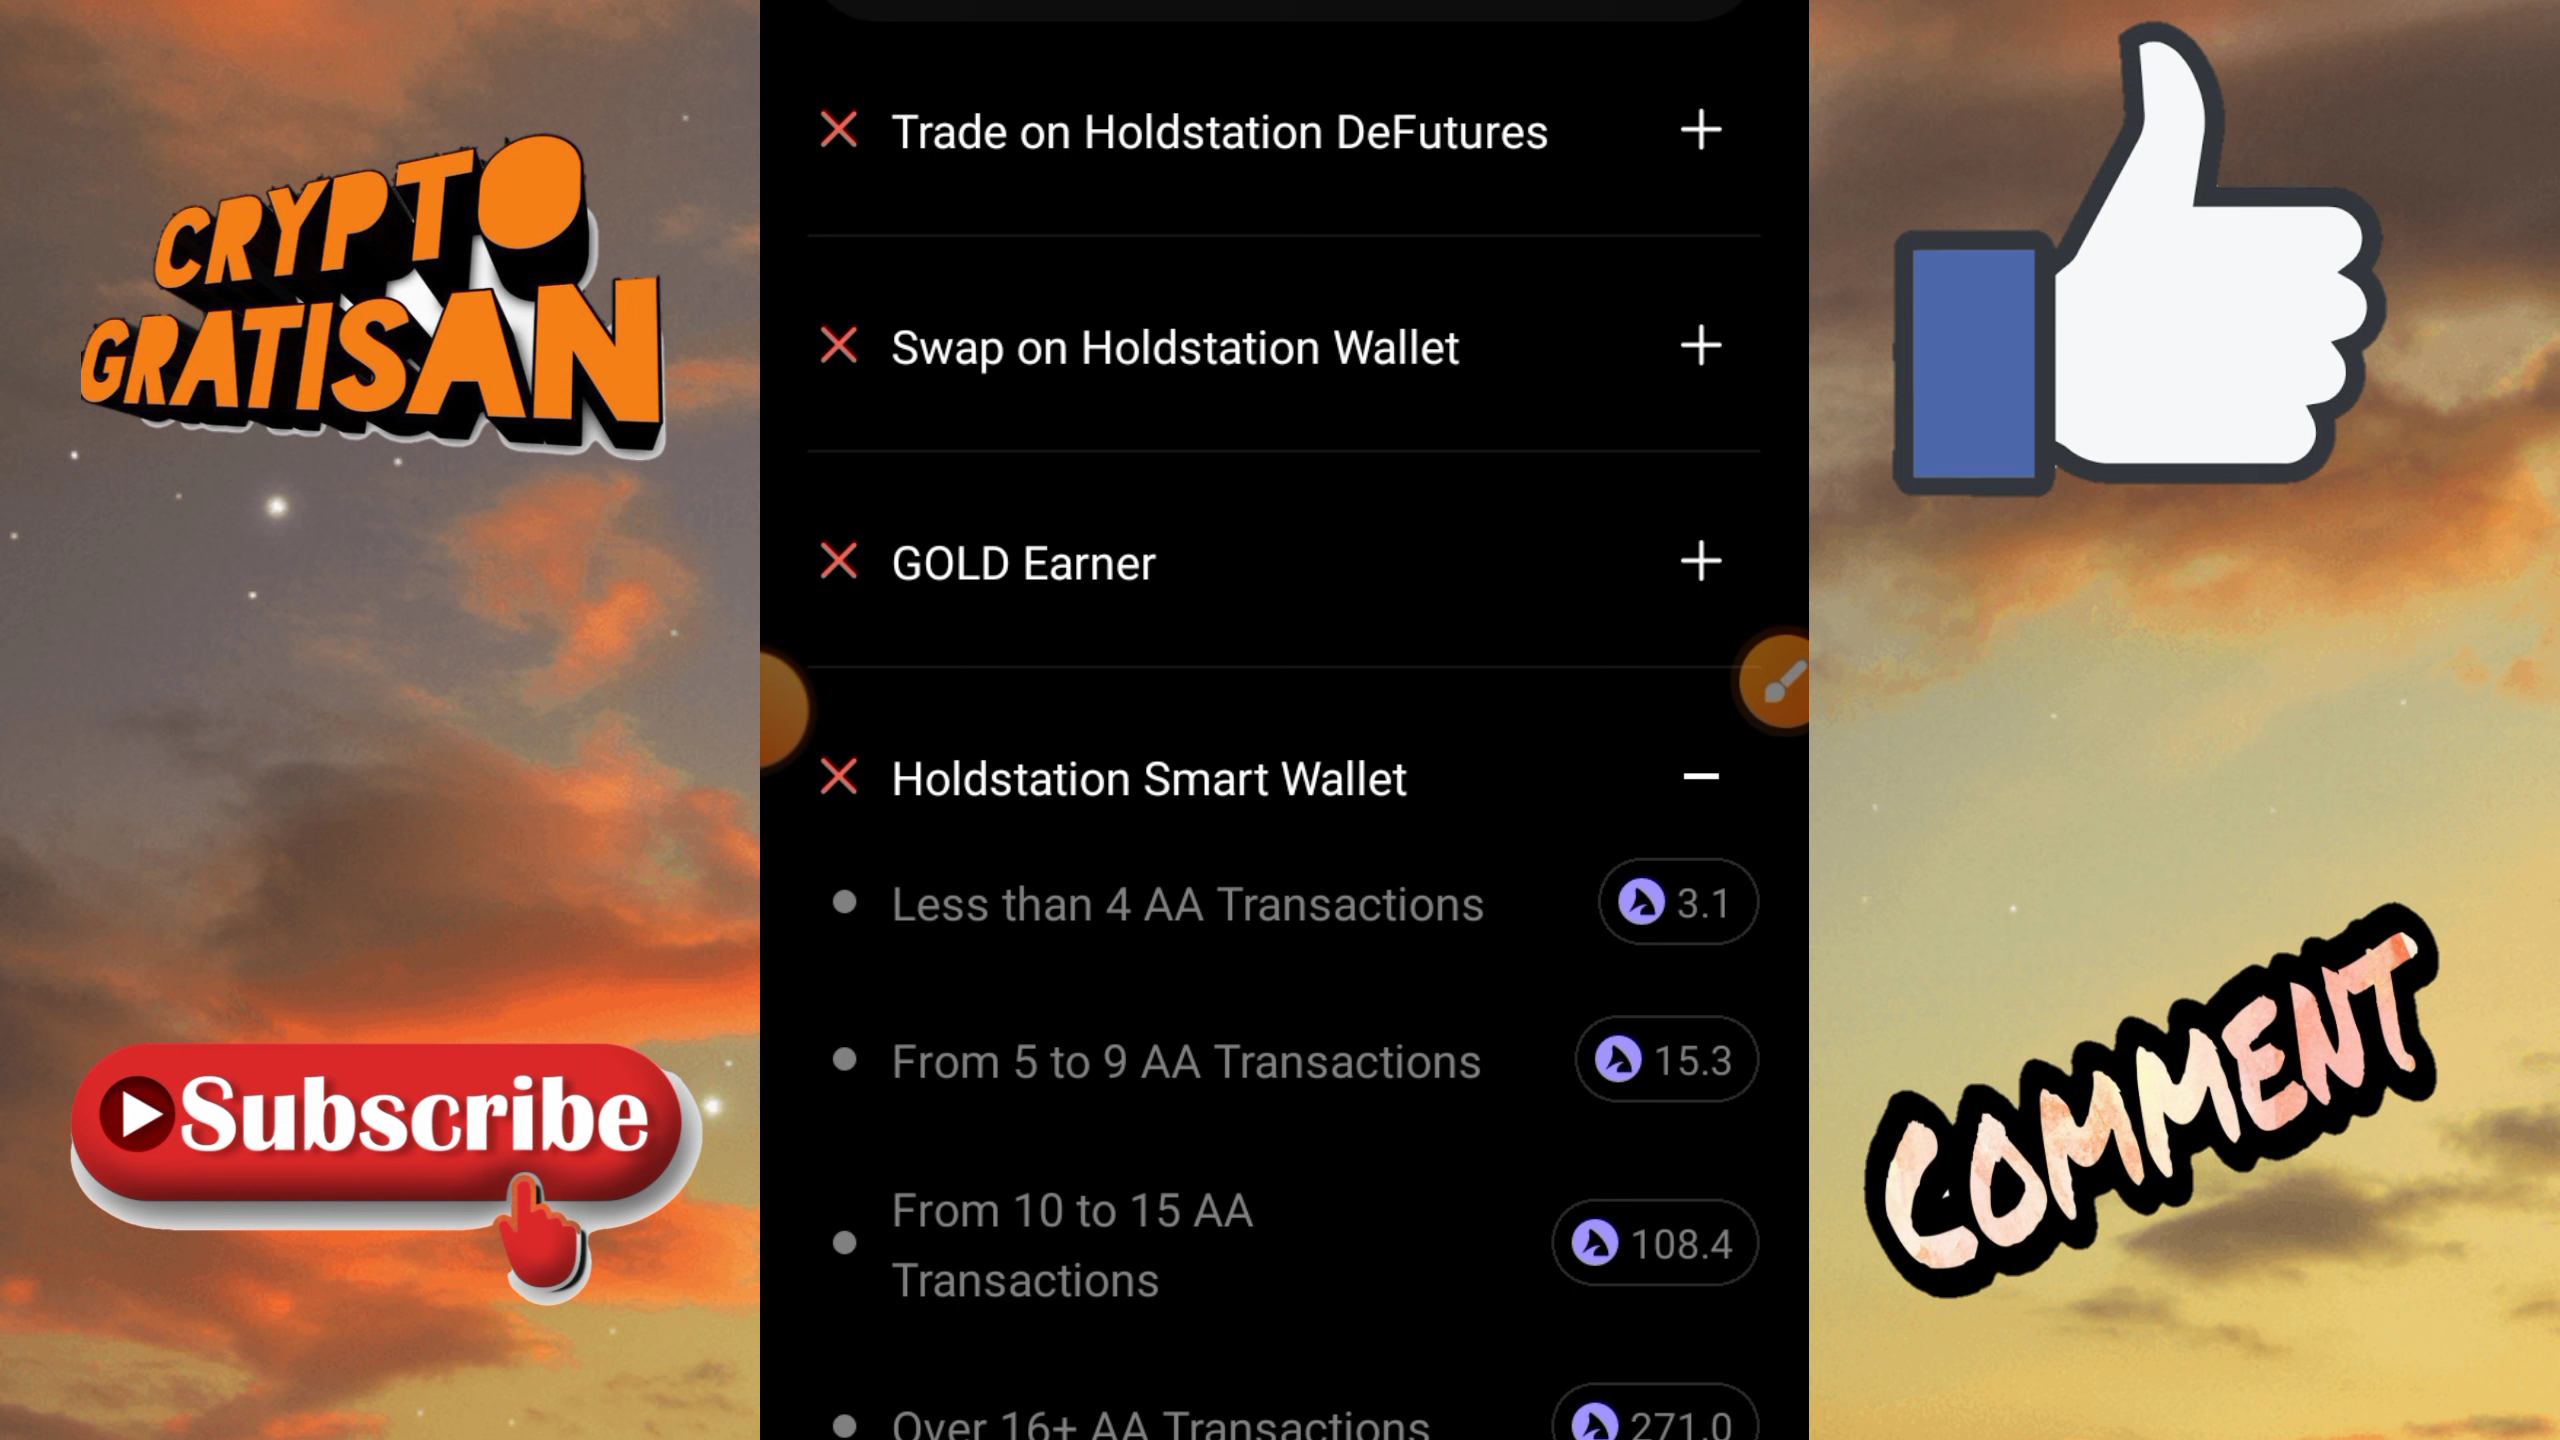 CRYPTO
GRATISAN
Subscribe
Trade on Holdstation DeFutures
Swap on Holdstation Wallet
GOLD Earner
Holdstation Smart Wallet
Less than 4 AA Transactions 3.1
From 5 to 9 AA Transactions 15.3
From 10 to 15 AA
Transactions 108.4
Over 16+ AA Transactions 271.0
COMMENT